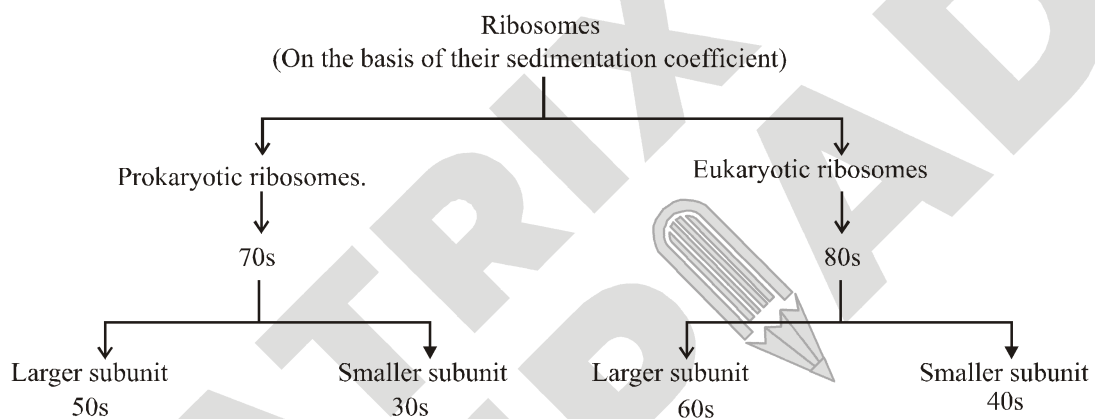 Ribosomes
(On the basis of their sedimentation coefficient)
Prokaryotic ribosomes.
Eukaryotic ribosomes
70s
80s
Larger subunit
Smaller subunit
Larger subunit
Smaller subunit
50s
30s
60s
40s